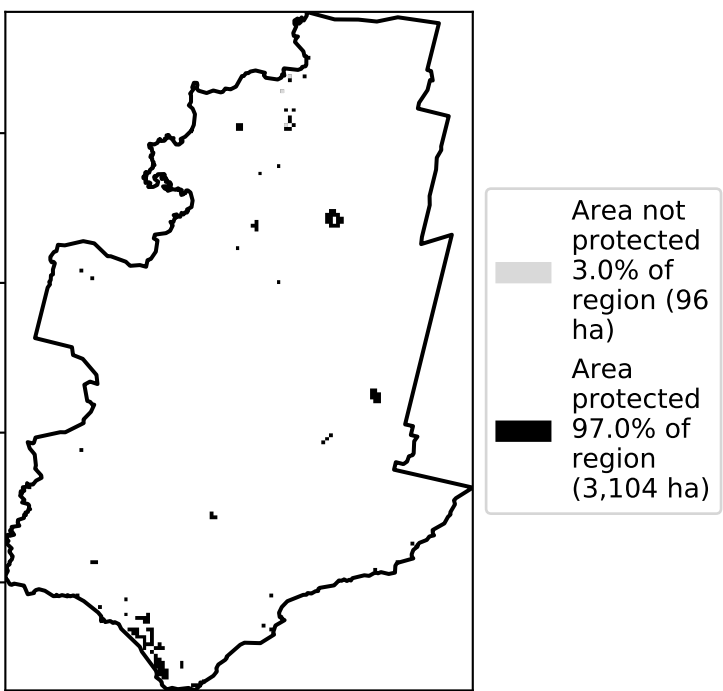 Area not
protected
3.0% of
region (96
ha)
Area
protected
97.0% of
region
(3,104 ha)